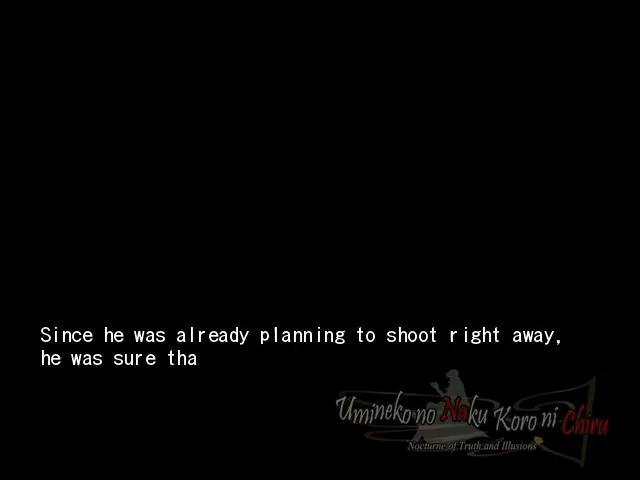 Since he was already planning to shoot right away,
he was sure tha
Umineko no Naku Koro ni Chiru
Nocturne of Truth and Illusions